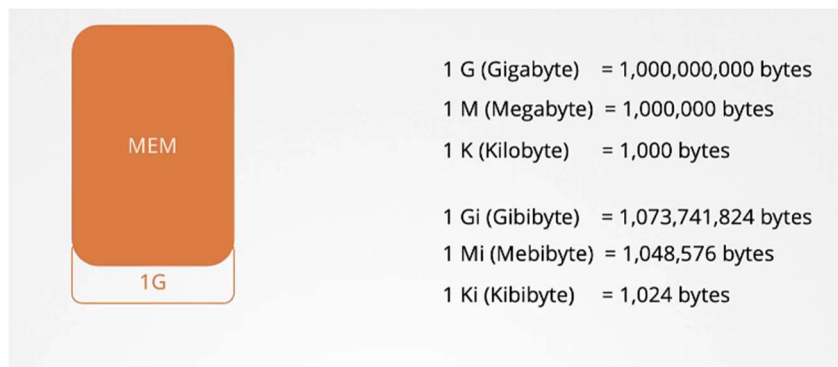 MEM
1G
1 G (Gigabyte) = 1,000,000,000 bytes
1 M (Megabyte) = 1,000,000 bytes
1 K (Kilobyte) = 1,000 bytes
1 Gi (Gibibyte) = 1,073,741,824 bytes
1 Mi (Mebibyte) = 1,048,576 bytes
1 Ki (Kibibyte) = 1,024 bytes